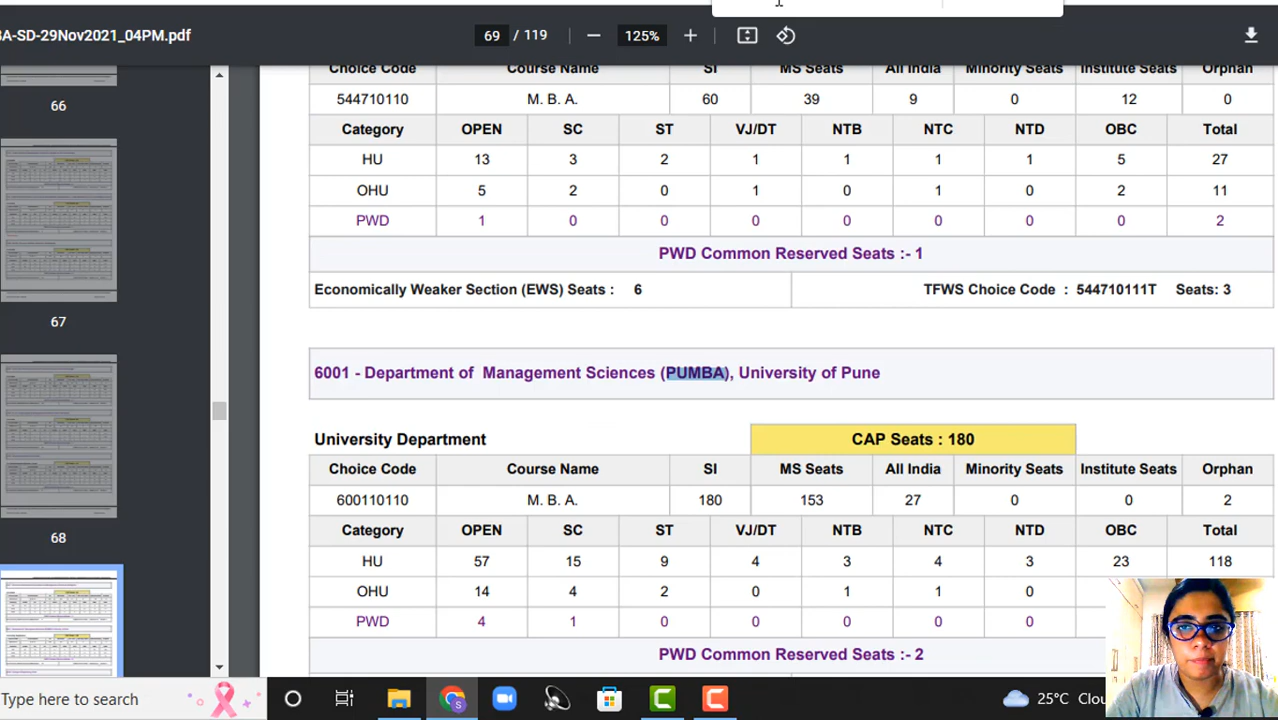 A-SD-29Nov2021_04PM.pdf
69 / 119
125%
66
67
68
Choice Code Course Name SI MS Seats All India Minority Seats Institute Seats Orphan
544710110 M. B. A. 60 39 9 0 12 0
Category OPEN SC ST VJ/DT NTB NTC NTD OBC Total
HU 13 3 2 1 1 1 1 5 27
OHU 5 2 0 1 0 1 0 2 11
PWD 1 0 0 0 0 0 0 0 2
PWD Common Reserved Seats :- 1
Economically Weaker Section (EWS) Seats : 6 TFWS Choice Code : 544710111T Seats: 3
6001 - Department of Management Sciences (PUMBA), University of Pune
University Department CAP Seats : 180
Choice Code Course Name SI MS Seats All India Minority Seats Institute Seats Orphan
600110110 M. B. A. 180 153 27 0 0 2
Category OPEN SC ST VJ/DT NTB NTC NTD OBC Total
HU 57 15 9 4 3 4 3 23 118
OHU 14 4 2 0 1 1 0
PWD 4 1 0 0 0 0 0
PWD Common Reserved Seats :- 2
Type here to search
25°C Clou